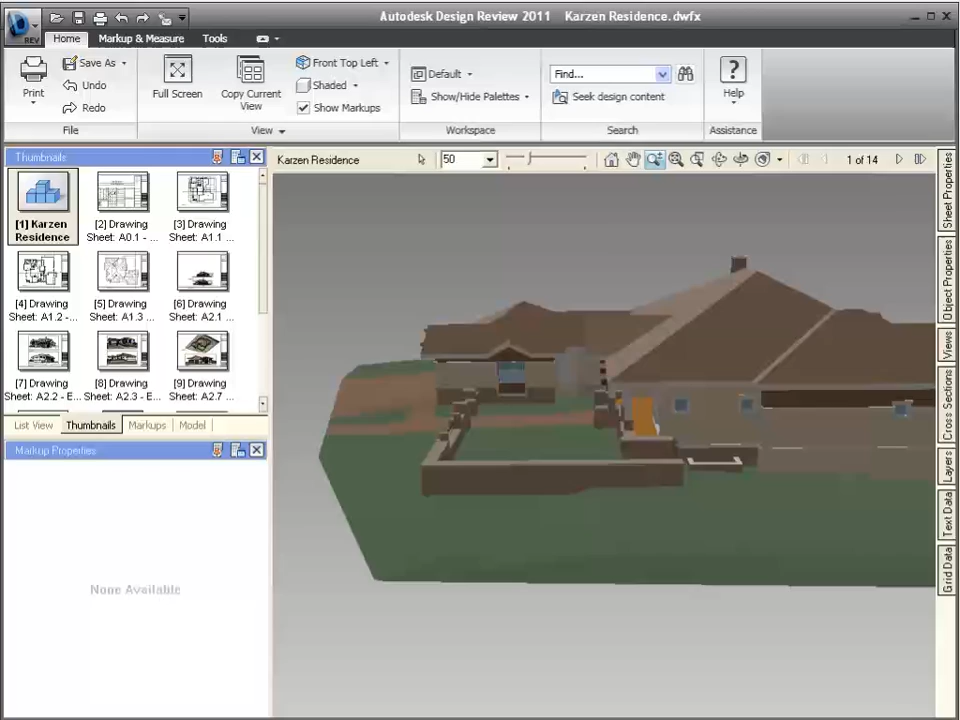 Autodesk Design Review 2011 Karzen Residence.dwfx
REV
Home Markup & Measure Tools
Print
Save As
Undo
Redo
File
Full Screen
Copy Current
View
Front Top Left
Shaded
Show Markups
View
Default
Show/Hide Palettes
Workspace
Find...
Seek design content
Search
Help
Assistance
Thumbnails
[1] Karzen
Residence
[2] Drawing
Sheet: A0.1 - ...
[3] Drawing
Sheet: A1.1 ...
[4] Drawing
Sheet: A1.2 -...
[5] Drawing
Sheet: A1.3 ...
[6] Drawing
Sheet: A2.1 ...
[7] Drawing
Sheet: A2.2 - E...
[8] Drawing
Sheet: A2.3 - E...
[9] Drawing
Sheet: A2.7 ...
List View Thumbnails Markups Model
Markup Properties
None Available
Karzen Residence 50 1 of 14
Sheet Properties
Object Properties
Views
Cross Sections
Layers
Text Data
Grid Data